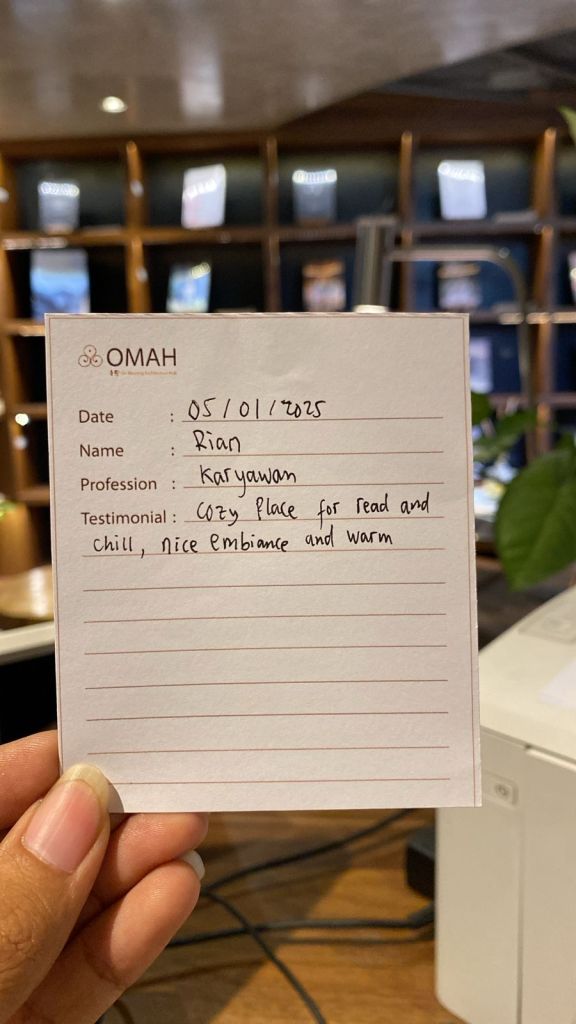 OMAH
Date : 05/01/2025
Name : Rian
Profession : Karyawan
Testimonial : Cozy Place for read and
chill, nice embiance and warm